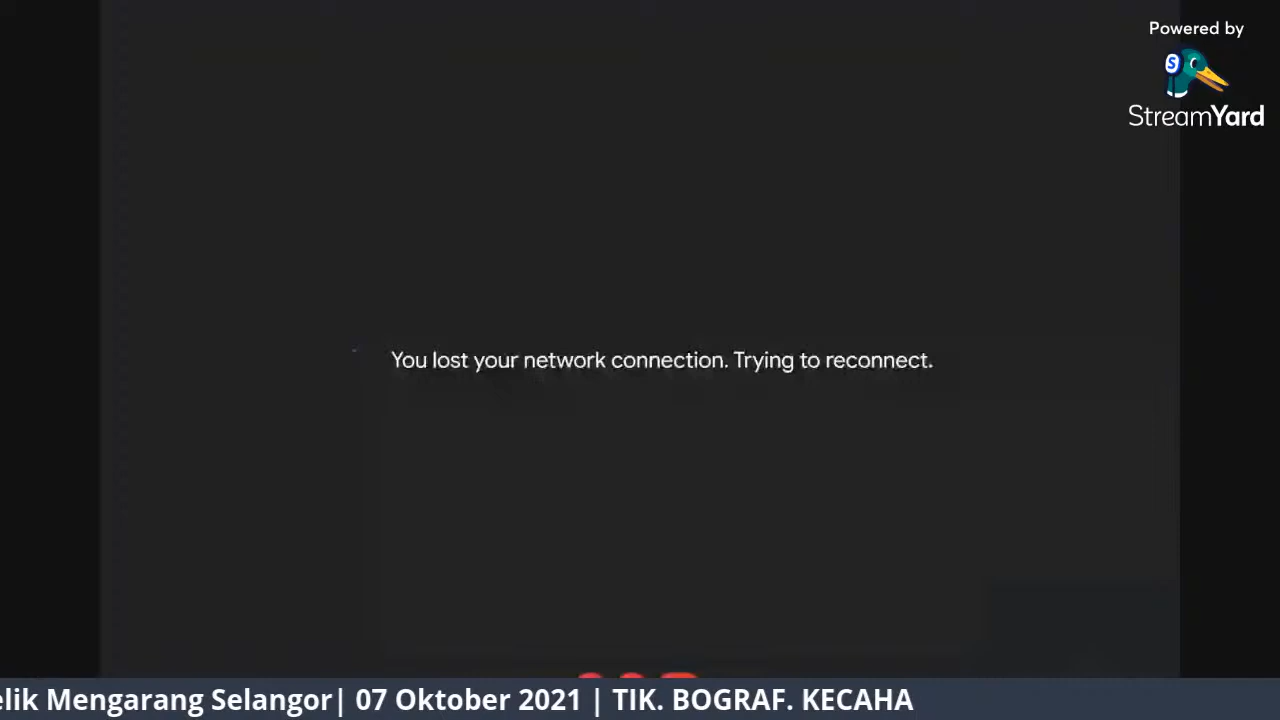 Powered by
S
StreamYard
You lost your network connection. Trying to reconnect.
elik Mengarang Selangor| 07 Oktober 2021 | TIK. BOGRAF. KECAHA